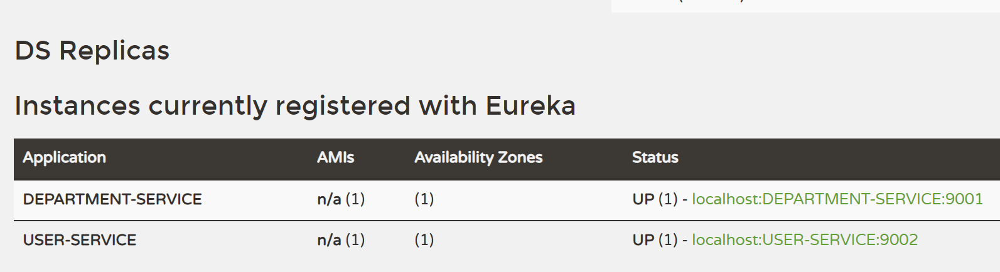 DS Replicas
Instances currently registered with Eureka
Application AMIs Availability Zones Status
DEPARTMENT-SERVICE n/a (1) (1) UP (1) - localhost:DEPARTMENT-SERVICE:9001
USER-SERVICE n/a (1) (1) UP (1) - localhost:USER-SERVICE:9002